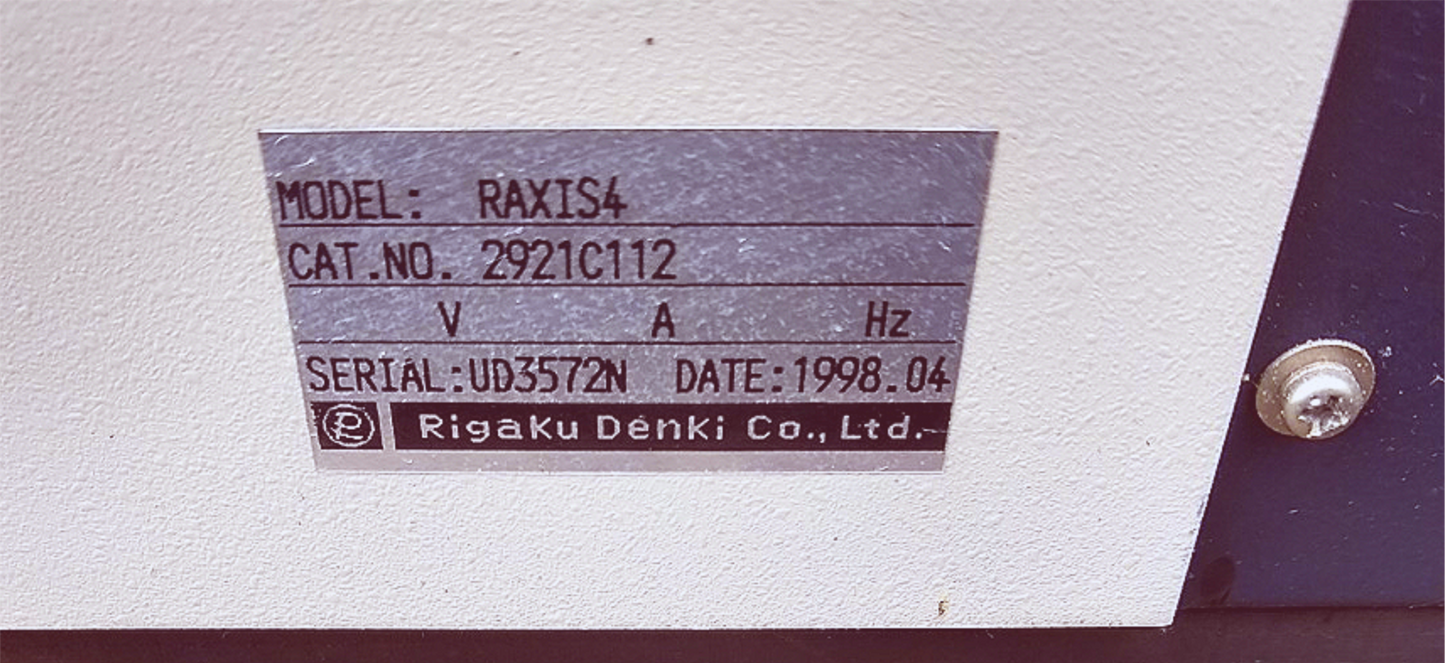 MODEL: RAXIS4
CAT.NO. 2921C112
V A Hz
SERIAL:UD3572N DATE:1998.04
R Rigaku Denki Co., Ltd.